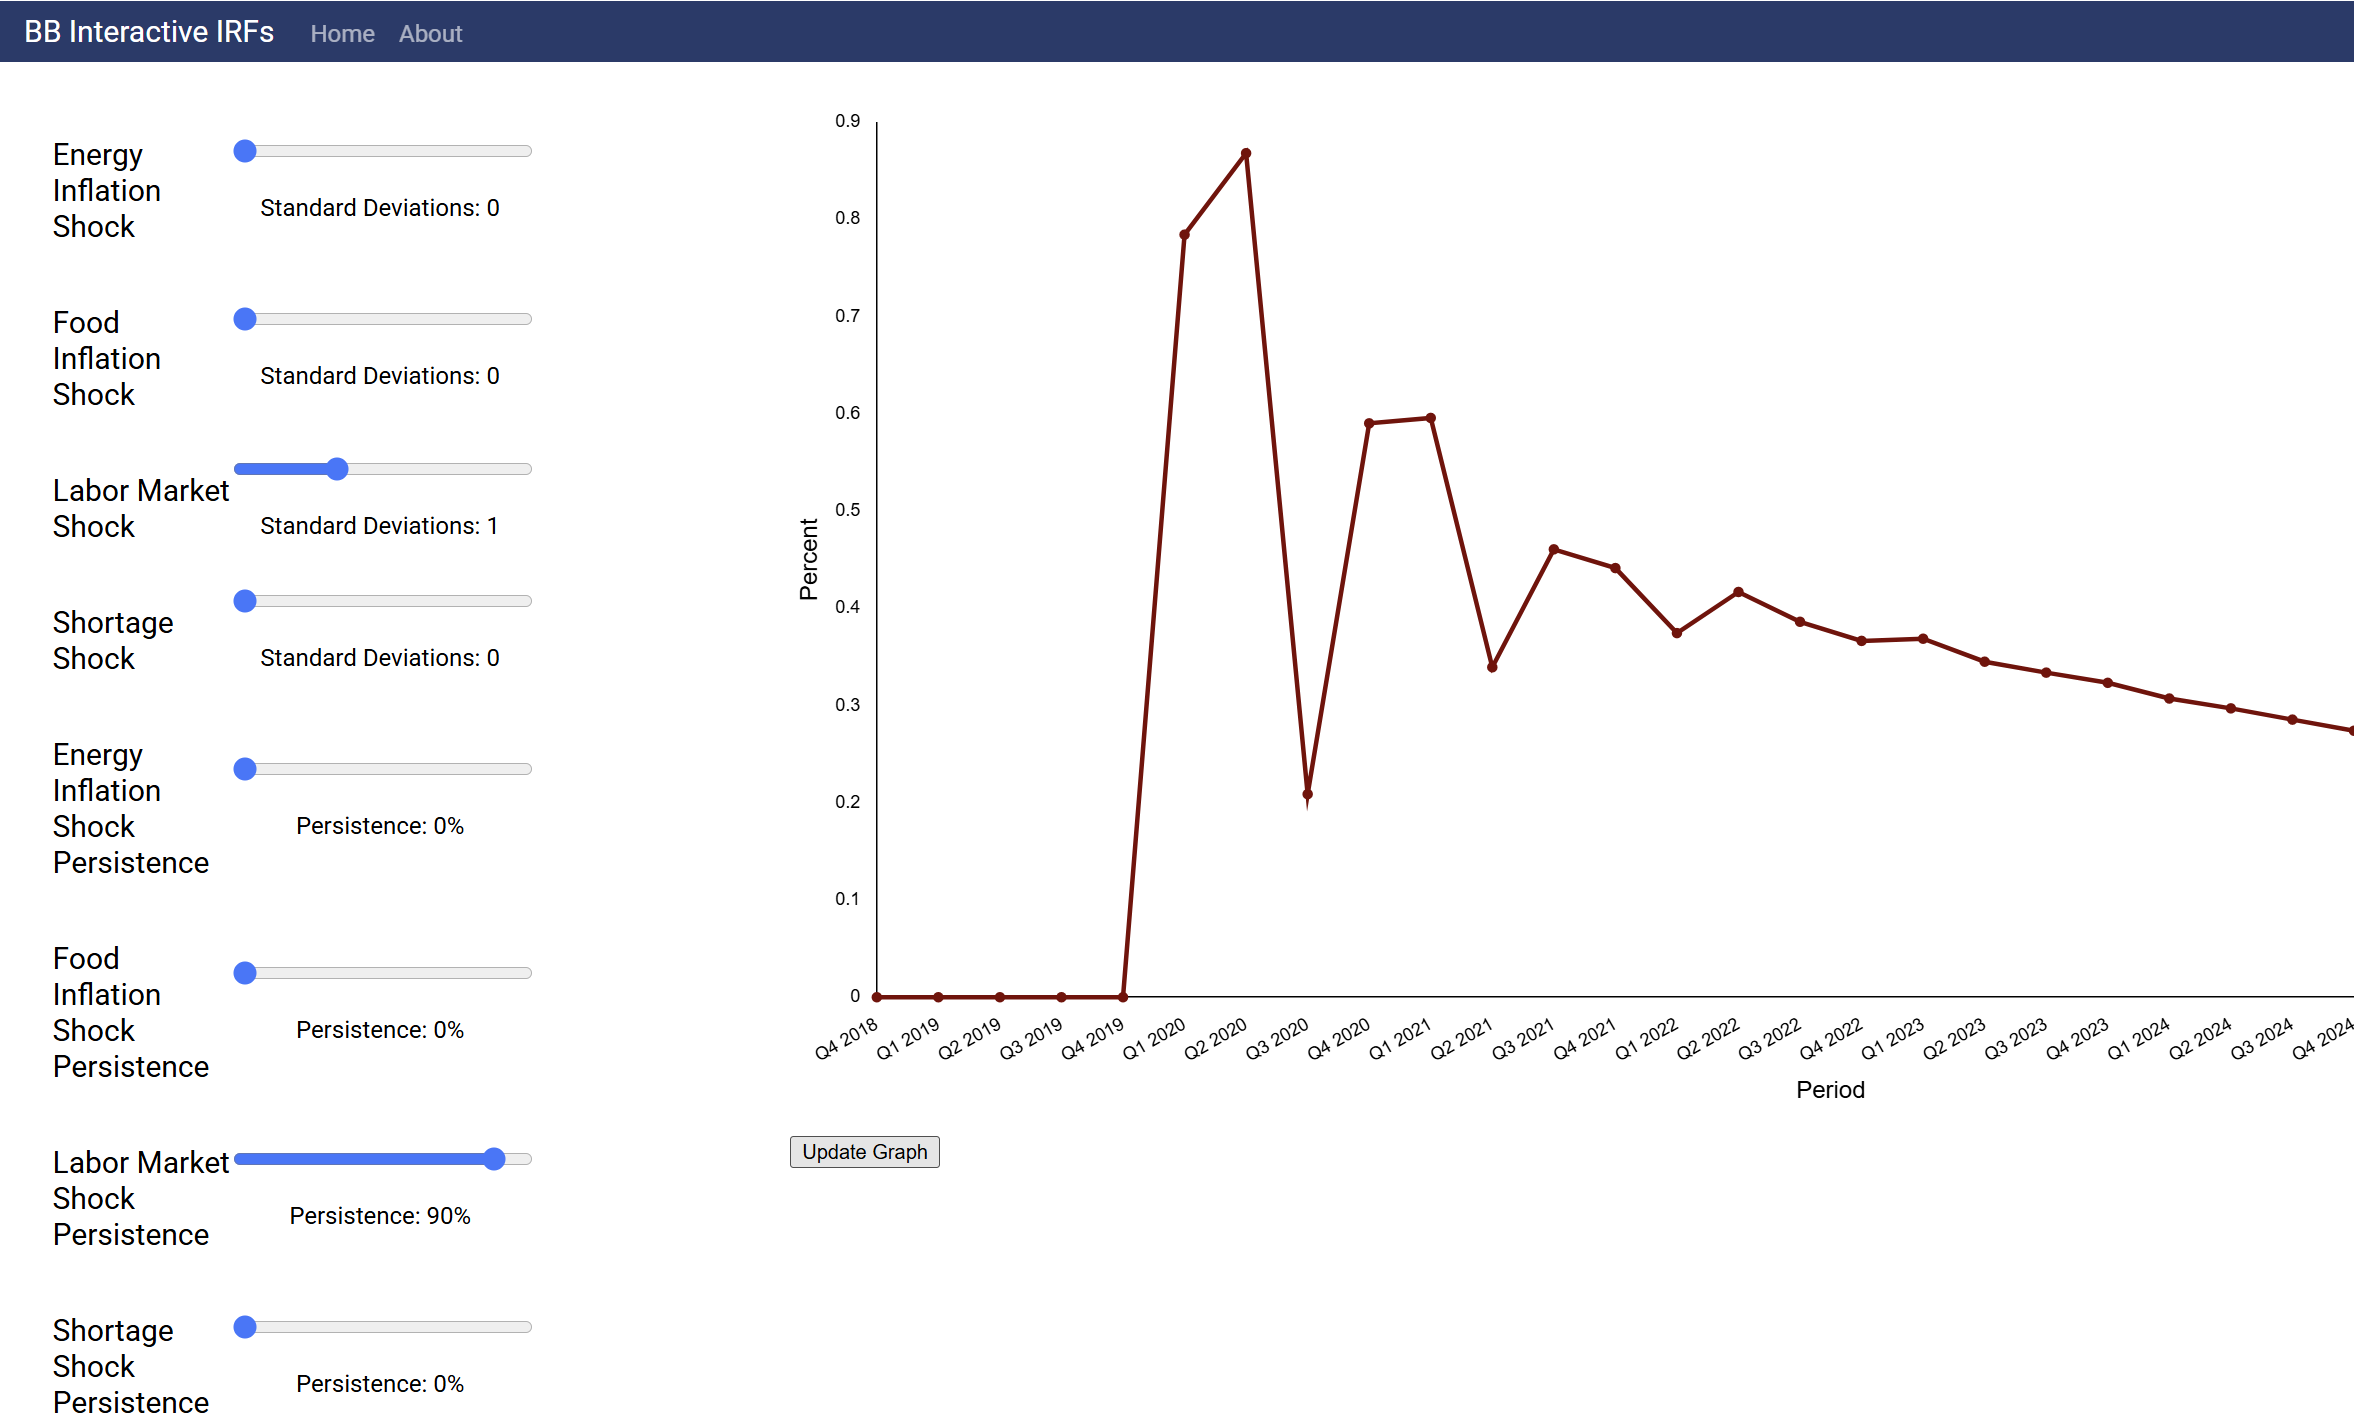 BB Interactive IRFs Home About
Energy
Inflation
Shock
Standard Deviations: 0
Food
Inflation
Shock
Standard Deviations: 0
Labor Market
Shock
Standard Deviations: 1
Shortage
Shock
Standard Deviations: 0
Energy
Inflation
Shock
Persistence
Persistence: 0%
Food
Inflation
Shock
Persistence
Persistence: 0%
Labor Market
Shock
Persistence
Persistence: 90%
Shortage
Shock
Persistence
Persistence: 0%
Percent
0.9
0.8
0.7
0.6
0.5
0.4
0.3
0.2
0.1
0
Q4 2018
Q1 2019
Q2 2019
Q3 2019
Q4 2019
Q1 2020
Q2 2020
Q3 2020
Q4 2020
Q1 2021
Q2 2021
Q3 2021
Q4 2021
Q1 2022
Q2 2022
Q3 2022
Q4 2022
Q1 2023
Q2 2023
Q3 2023
Q4 2023
Q1 2024
Q2 2024
Q3 2024
Q4 2024
Period
Update Graph